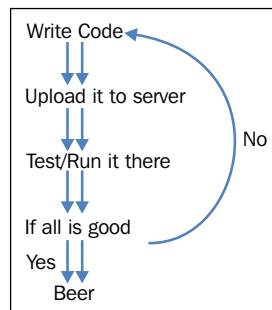 Write Code
Upload it to server
No
Test/Run it there
If all is good
Yes
Beer